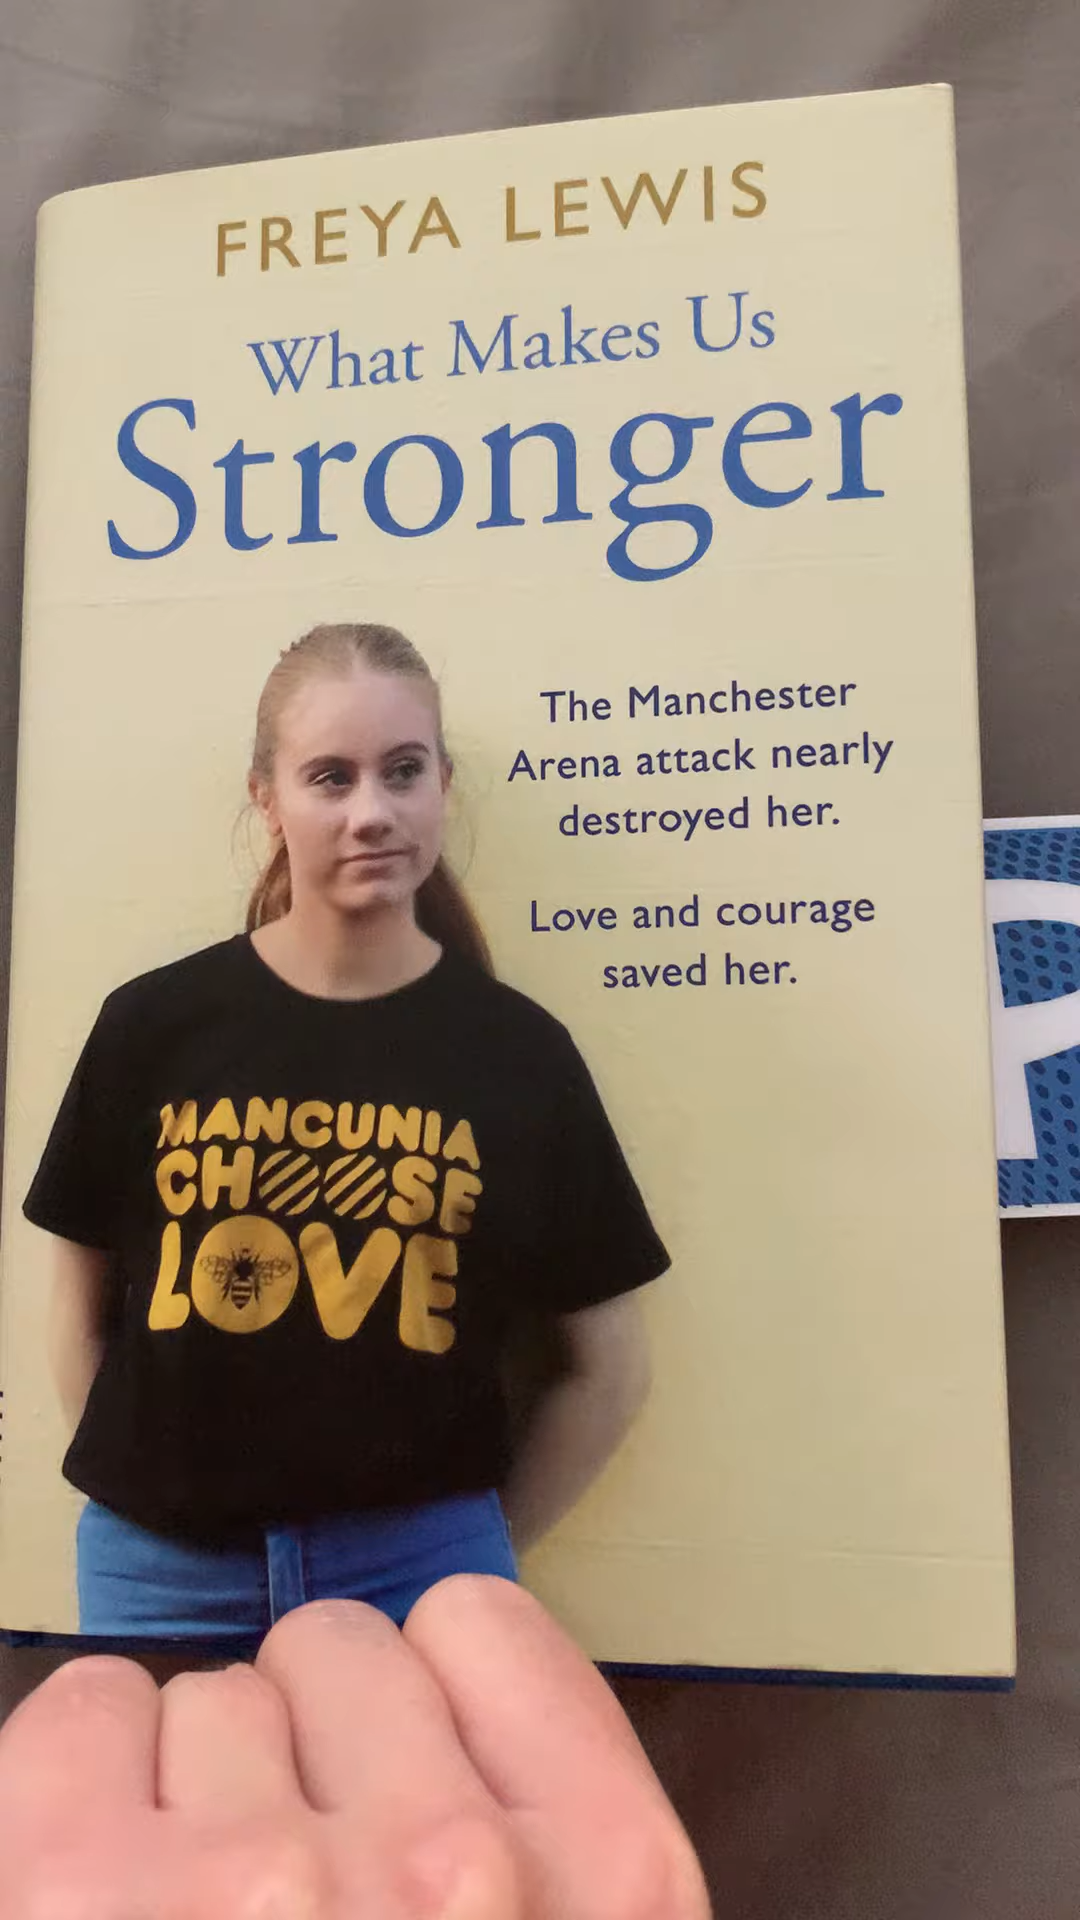 FREYA LEWIS
What Makes Us
Stronger
The Manchester
Arena attack nearly
destroyed her.
Love and courage
saved her.
MANCUNIA
CHOOSE
LOVE